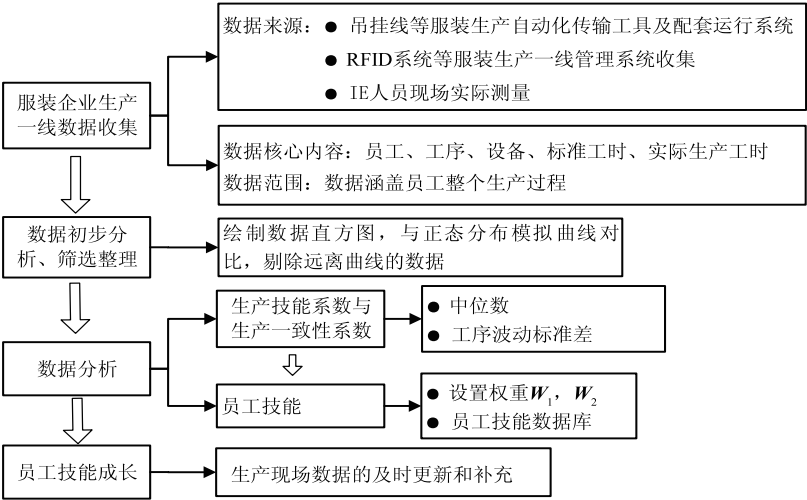 数据来源：● 吊挂线等服装生产自动化传输工具及配套运行系统
● RFID系统等服装生产一线管理系统收集
● IE人员现场实际测量
服装企业生产
一线数据收集
数据核心内容：员工、工序、设备、标准工时、实际生产工时
数据范围：数据涵盖员工整个生产过程
数据初步分
析、筛选整理
绘制数据直方图，与正态分布模拟曲线对
比，剔除远离曲线的数据
生产技能系数与
生产一致性系数
● 中位数
● 工序波动标准差
数据分析
员工技能
● 设置权重W₁，W₂
● 员工技能数据库
员工技能成长
生产现场数据的及时更新和补充